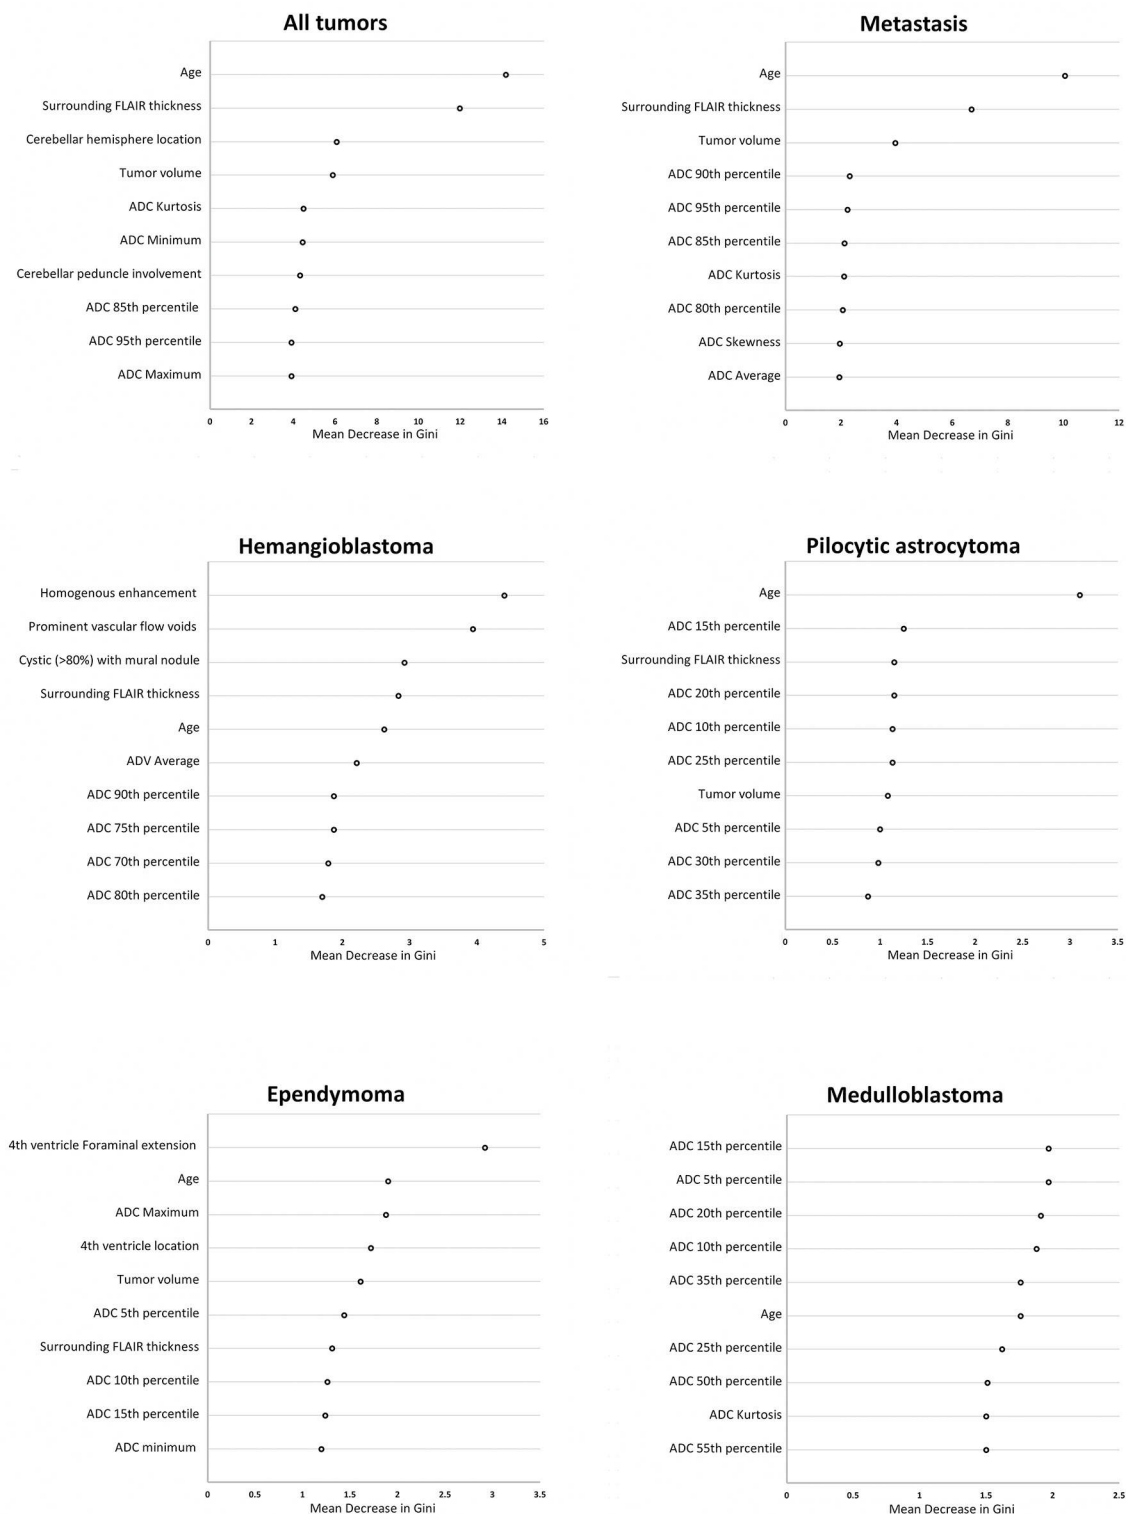 All tumors
Age
Surrounding FLAIR thickness
Cerebellar hemisphere location
Tumor volume
ADC Kurtosis
ADC Minimum
Cerebellar peduncle involvement
ADC 85th percentile
ADC 95th percentile
ADC Maximum
0 2 4 6 8 10 12 14 16
Mean Decrease in Gini
Metastasis
Age
Surrounding FLAIR thickness
Tumor volume
ADC 90th percentile
ADC 95th percentile
ADC 85th percentile
ADC Kurtosis
ADC 80th percentile
ADC Skewness
ADC Average
0 2 4 6 8 10 12
Mean Decrease in Gini
Hemangioblastoma
Homogenous enhancement
Prominent vascular flow voids
Cystic (>80%) with mural nodule
Surrounding FLAIR thickness
Age
ADV Average
ADC 90th percentile
ADC 75th percentile
ADC 70th percentile
ADC 80th percentile
0 1 2 3 4 5
Mean Decrease in Gini
Pilocytic astrocytoma
Age
ADC 15th percentile
Surrounding FLAIR thickness
ADC 20th percentile
ADC 10th percentile
ADC 25th percentile
Tumor volume
ADC 5th percentile
ADC 30th percentile
ADC 35th percentile
0 0.5 1 1.5 2 2.5 3 3.5
Mean Decrease in Gini
Ependymoma
4th ventricle Foraminal extension
Age
ADC Maximum
4th ventricle location
Tumor volume
ADC 5th percentile
Surrounding FLAIR thickness
ADC 10th percentile
ADC 15th percentile
ADC minimum
0 0.5 1 1.5 2 2.5 3 3.5
Mean Decrease in Gini
Medulloblastoma
ADC 15th percentile
ADC 5th percentile
ADC 20th percentile
ADC 10th percentile
ADC 35th percentile
Age
ADC 25th percentile
ADC 50th percentile
ADC Kurtosis
ADC 55th percentile
0 0.5 1 1.5 2 2.5
Mean Decrease in Gini